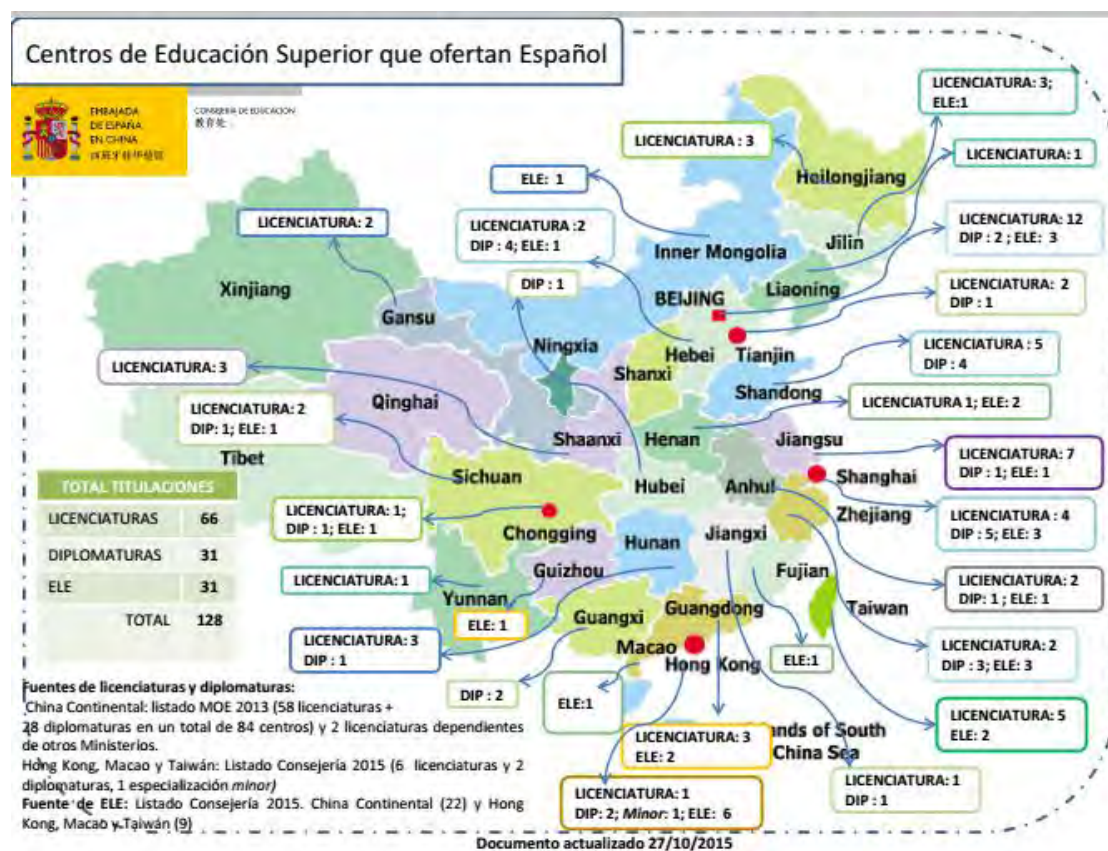 Centros de Educación Superior que ofertan Español
EMBAJADA
DE ESPAÑA
EN CHINA
CONSEJERÍA DE EDUCACIÓN
教育处
LICENCIATURA: 3;
ELE:1
LICENCIATURA : 3
LICENCIATURA: 1
Heilongjiang
ELE: 1
LICENCIATURA: 2
LICENCIATURA :2
DIP : 4; ELE: 1
LICENCIATURA: 12
DIP : 2 ; ELE: 3
Jilin
Inner Mongolia
DIP : 1
Xinjiang
Liaoning
LICENCIATURA: 2
DIP : 1
BEIJING
Gansu
Ningxia
Hebei
Tianjin
LICENCIATURA : 5
DIP : 4
LICENCIATURA: 3
Shanxi
Shandong
Qinghai
LICENCIATURA 1; ELE: 2
LICENCIATURA: 2
DIP: 1; ELE: 1
Shaanxi
Henan
Jiangsu
Tibet
LICENCIATURA: 7
DIP : 1; ELE: 1
Sichuan
Hubei
Anhui
Shanghai
TOTAL TITULACIONES
LICENCIATURAS 66
DIPLOMATURAS 31
ELE 31
TOTAL 128
Zhejiang
LICENCIATURA: 1;
DIP : 1; ELE: 1
LICENCIATURA : 4
DIP : 5; ELE: 3
Chongging
Hunan
Jiangxi
Guizhou
Fujian
LICENCIATURA: 1
LICIENCIATURA: 2
DIP: 1 ; ELE: 1
Yunnan
Guangxi
Guangdong
Taiwan
ELE: 1
LICENCIATURA: 3
DIP : 1
Macao
Hong Kong
ELE:1
LICENCIATURA: 2
DIP : 3; ELE: 3
DIP : 2
ELE:1
LICENCIATURA: 5
ELE: 2
LICENCIATURA: 3
ELE: 2
nds of South
China Sea
LICENCIATURA: 1
DIP : 1
LICENCIATURA: 1
DIP: 2; Minor: 1; ELE: 6
Fuentes de licenciaturas y diplomaturas:
China Continental: listado MOE 2013 (58 licenciaturas +
28 diplomaturas en un total de 84 centros) y 2 licenciaturas dependientes
de otros Ministerios.
Hong Kong, Macao y Taiwán: Listado Consejería 2015 (6 licenciaturas y 2
diplomaturas, 1 especialización minor)
Fuente de ELE: Listado Consejería 2015. China Continental (22) y Hong
Kong, Macao y Taiwán (9)
Documento actualizado 27/10/2015